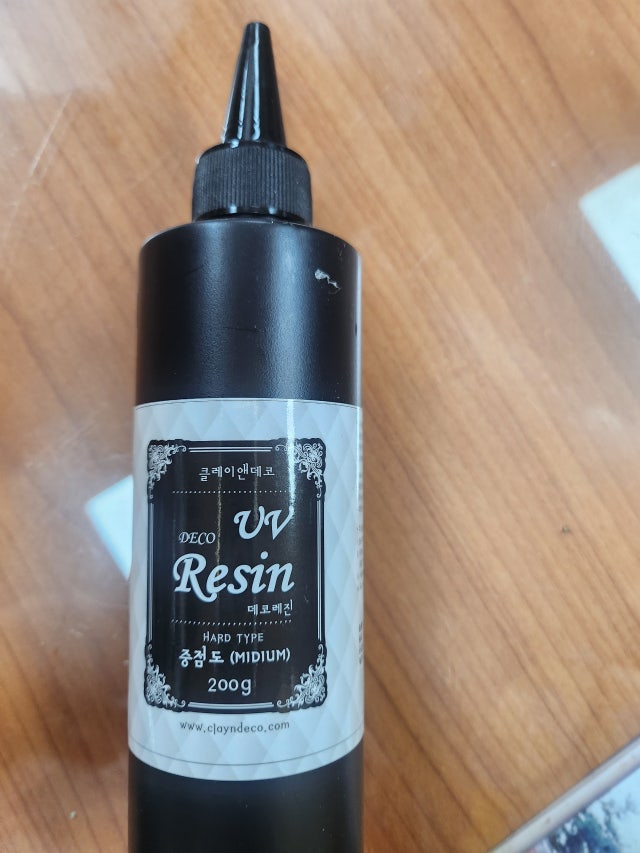 클레이앤데코
DECO UV
Resin
데코레진
HARD TYPE
중점도 (MIDIUM)
200g
www.clayndeco.com